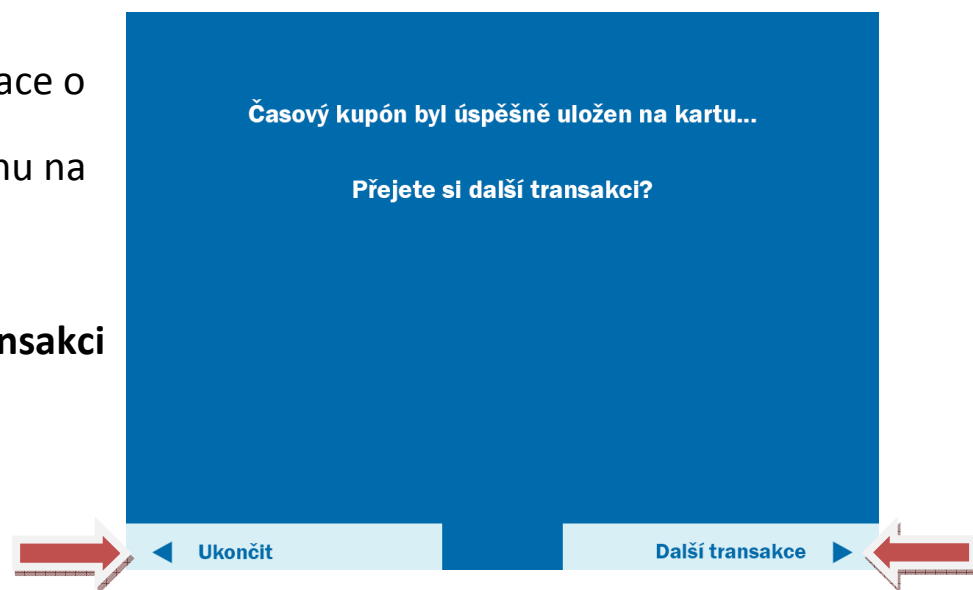 ace o
Časový kupón byl úspěšně uložen na kartu...
nu na
Přejete si další transakci?
nsakci
Ukončit
Další transakce